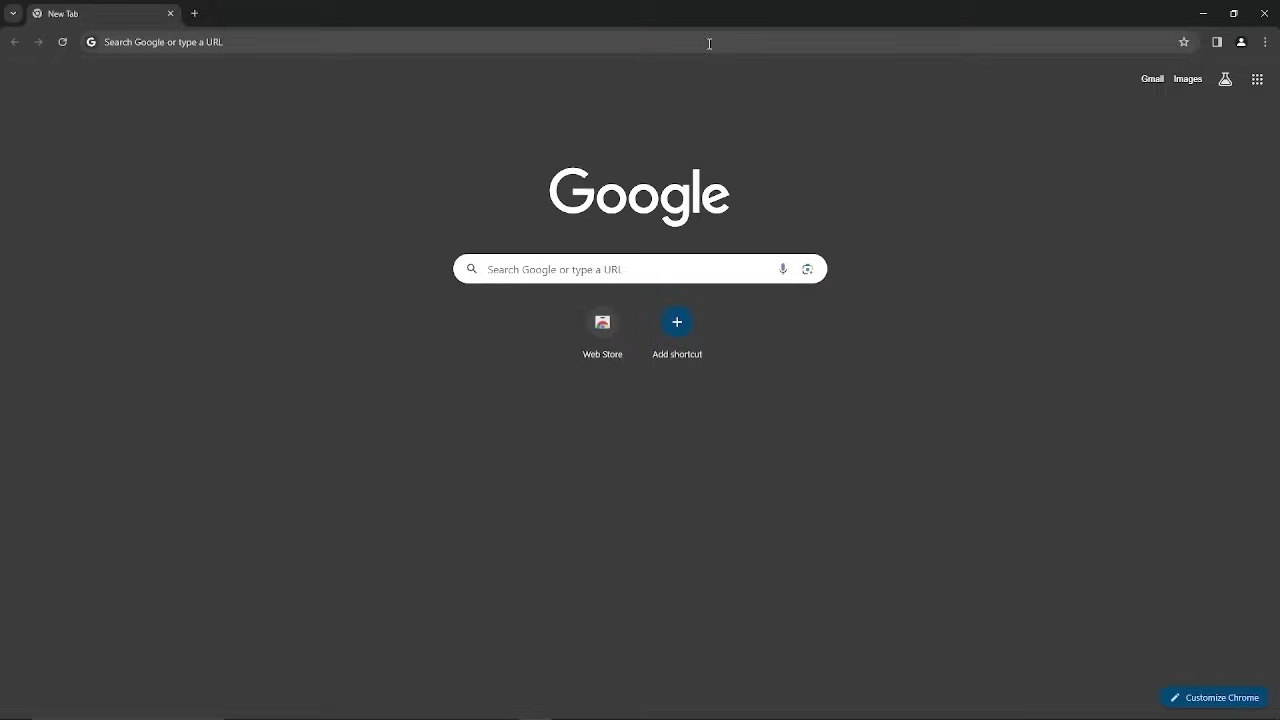 New Tab
Search Google or type a URL
Gmail Images
Google
Search Google or type a URL
Web Store Add shortcut
Customize Chrome